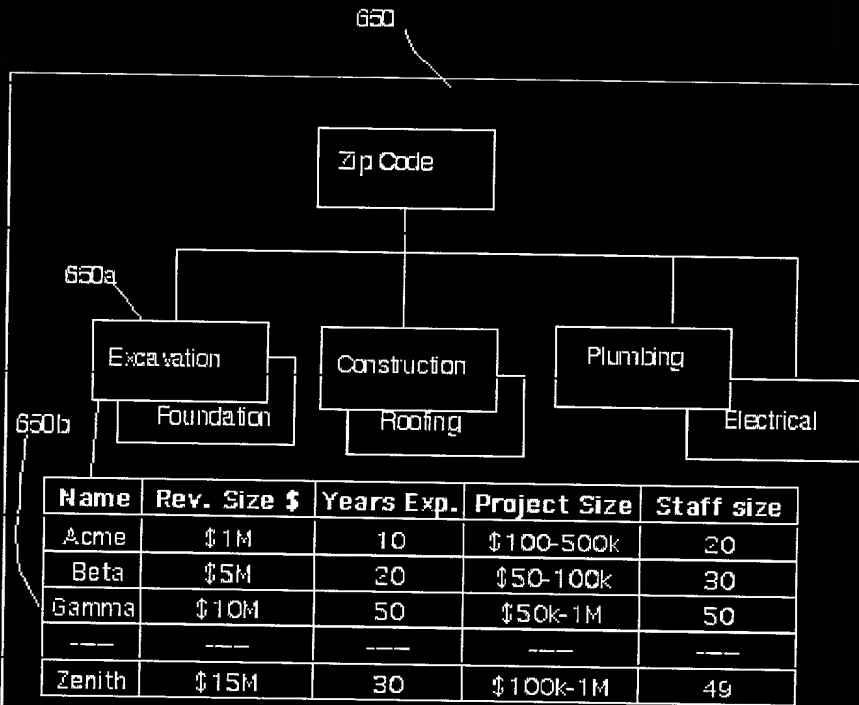 650
Zip Code
650a
Excavation
Construction
Plumbing
Foundation
Roofing
Electrical
650b
Name Rev. Size $ Years Exp. Project Size Staff size
Acme $1M 10 $100-500k 20
Beta $5M 20 $50-100k 30
Gamma $10M 50 $50k-1M 50
---- ---- ---- ---- ----
Zenith $15M 30 $100k-1M 49